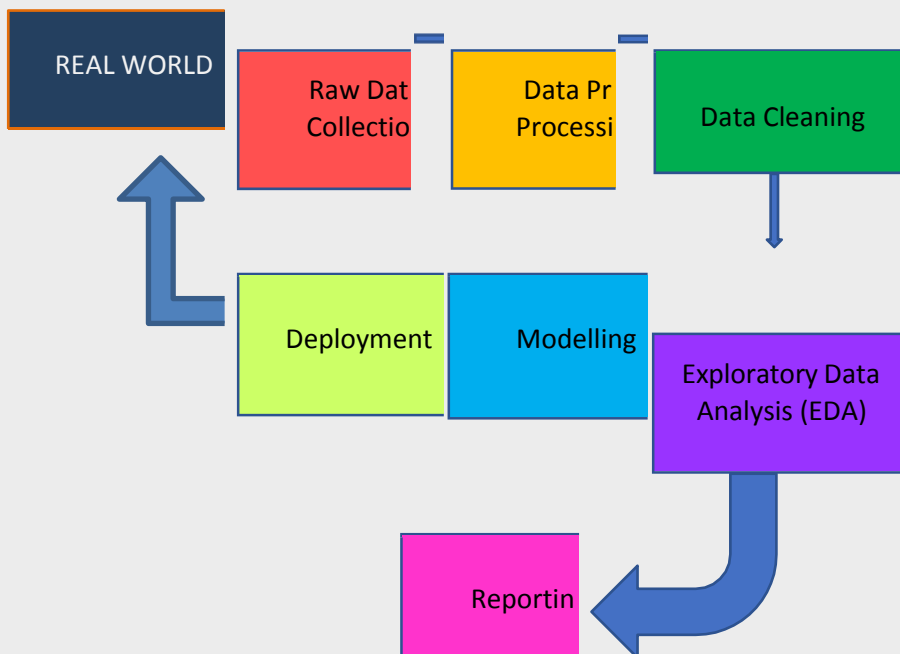 REAL WORLD
Raw Dat
Collectio
Data Pr
Processi
Data Cleaning
Deployment
Modelling
Exploratory Data
Analysis (EDA)
Reportin